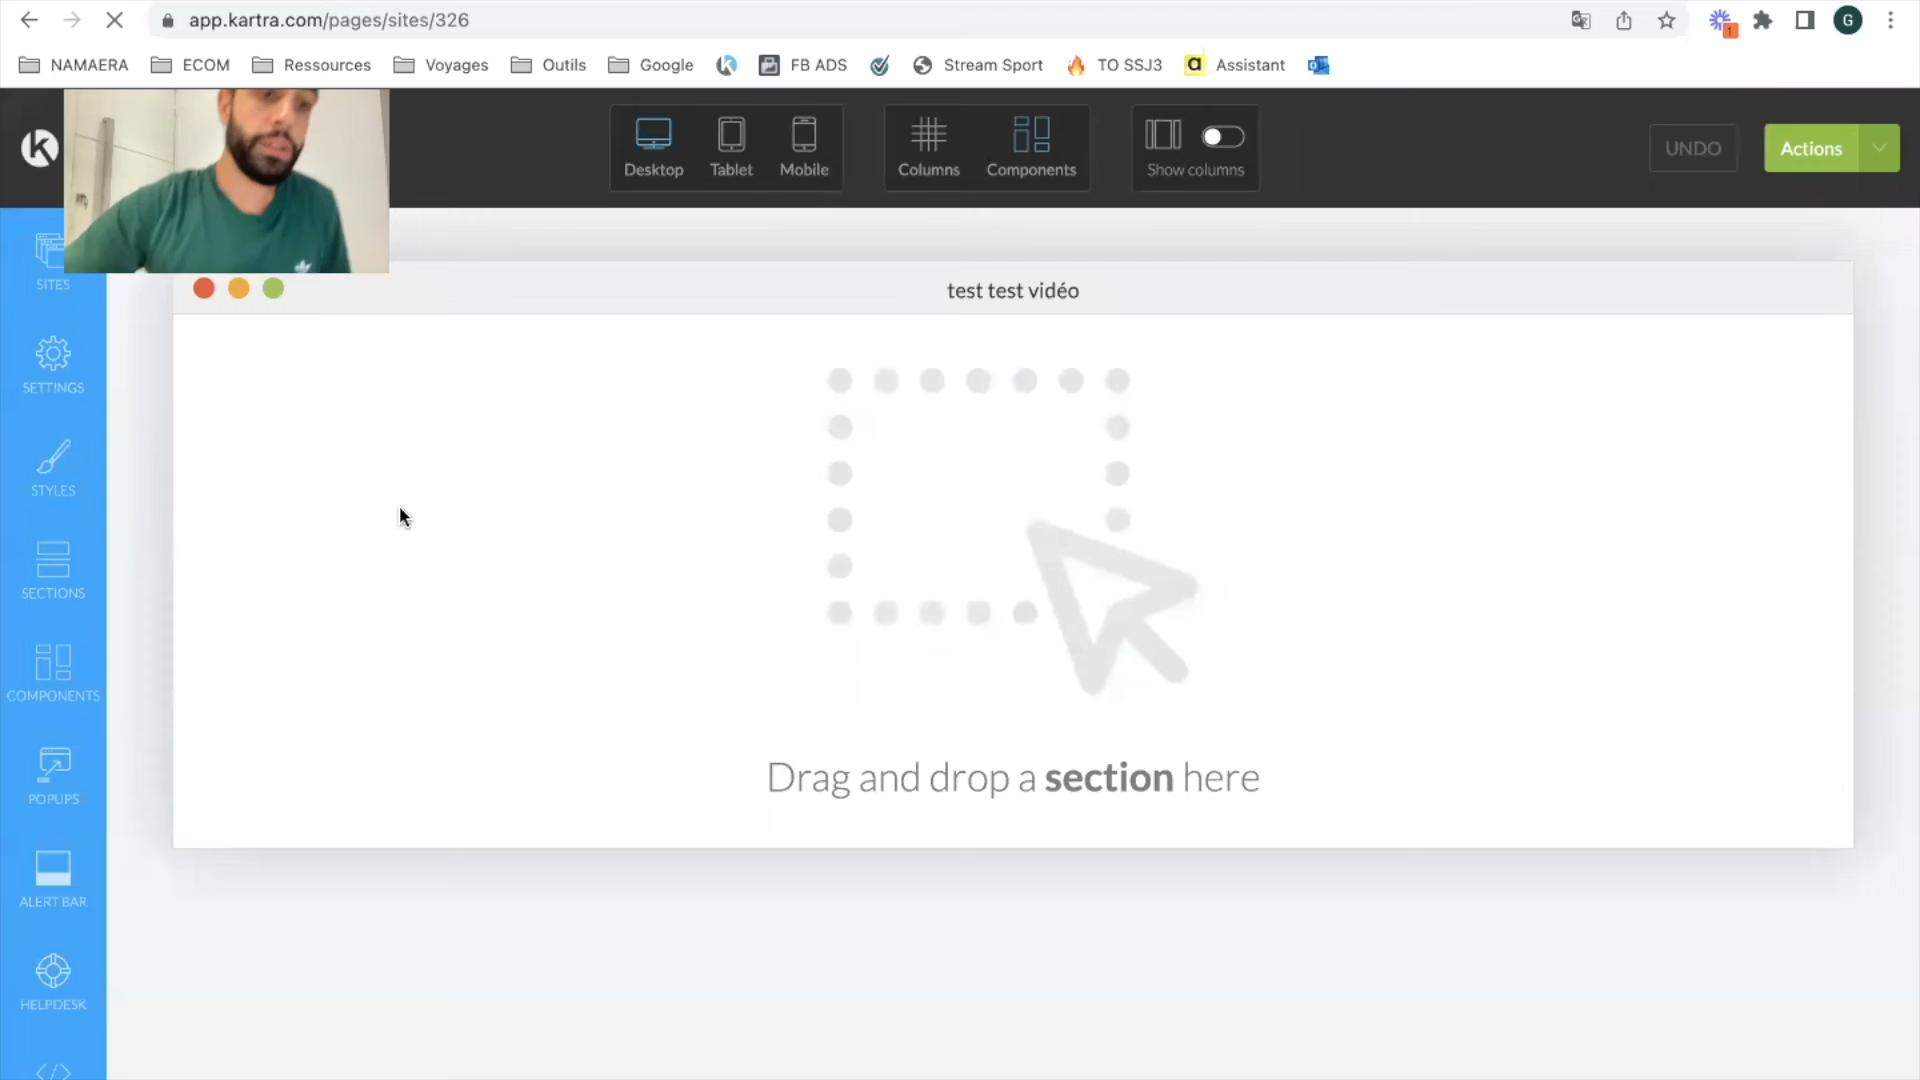 app.kartra.com/pages/sites/326
G
1
NAMAERA ECOM Ressources Voyages Outils Google FB ADS Stream Sport TO SSJ3 a Assistant
K
Desktop Tablet Mobile Columns Components Show columns UNDO Actions
SITES
test test vidéo
SETTINGS
STYLES
SECTIONS
COMPONENTS
Drag and drop a section here
POPUPS
ALERT BAR
HELPDESK